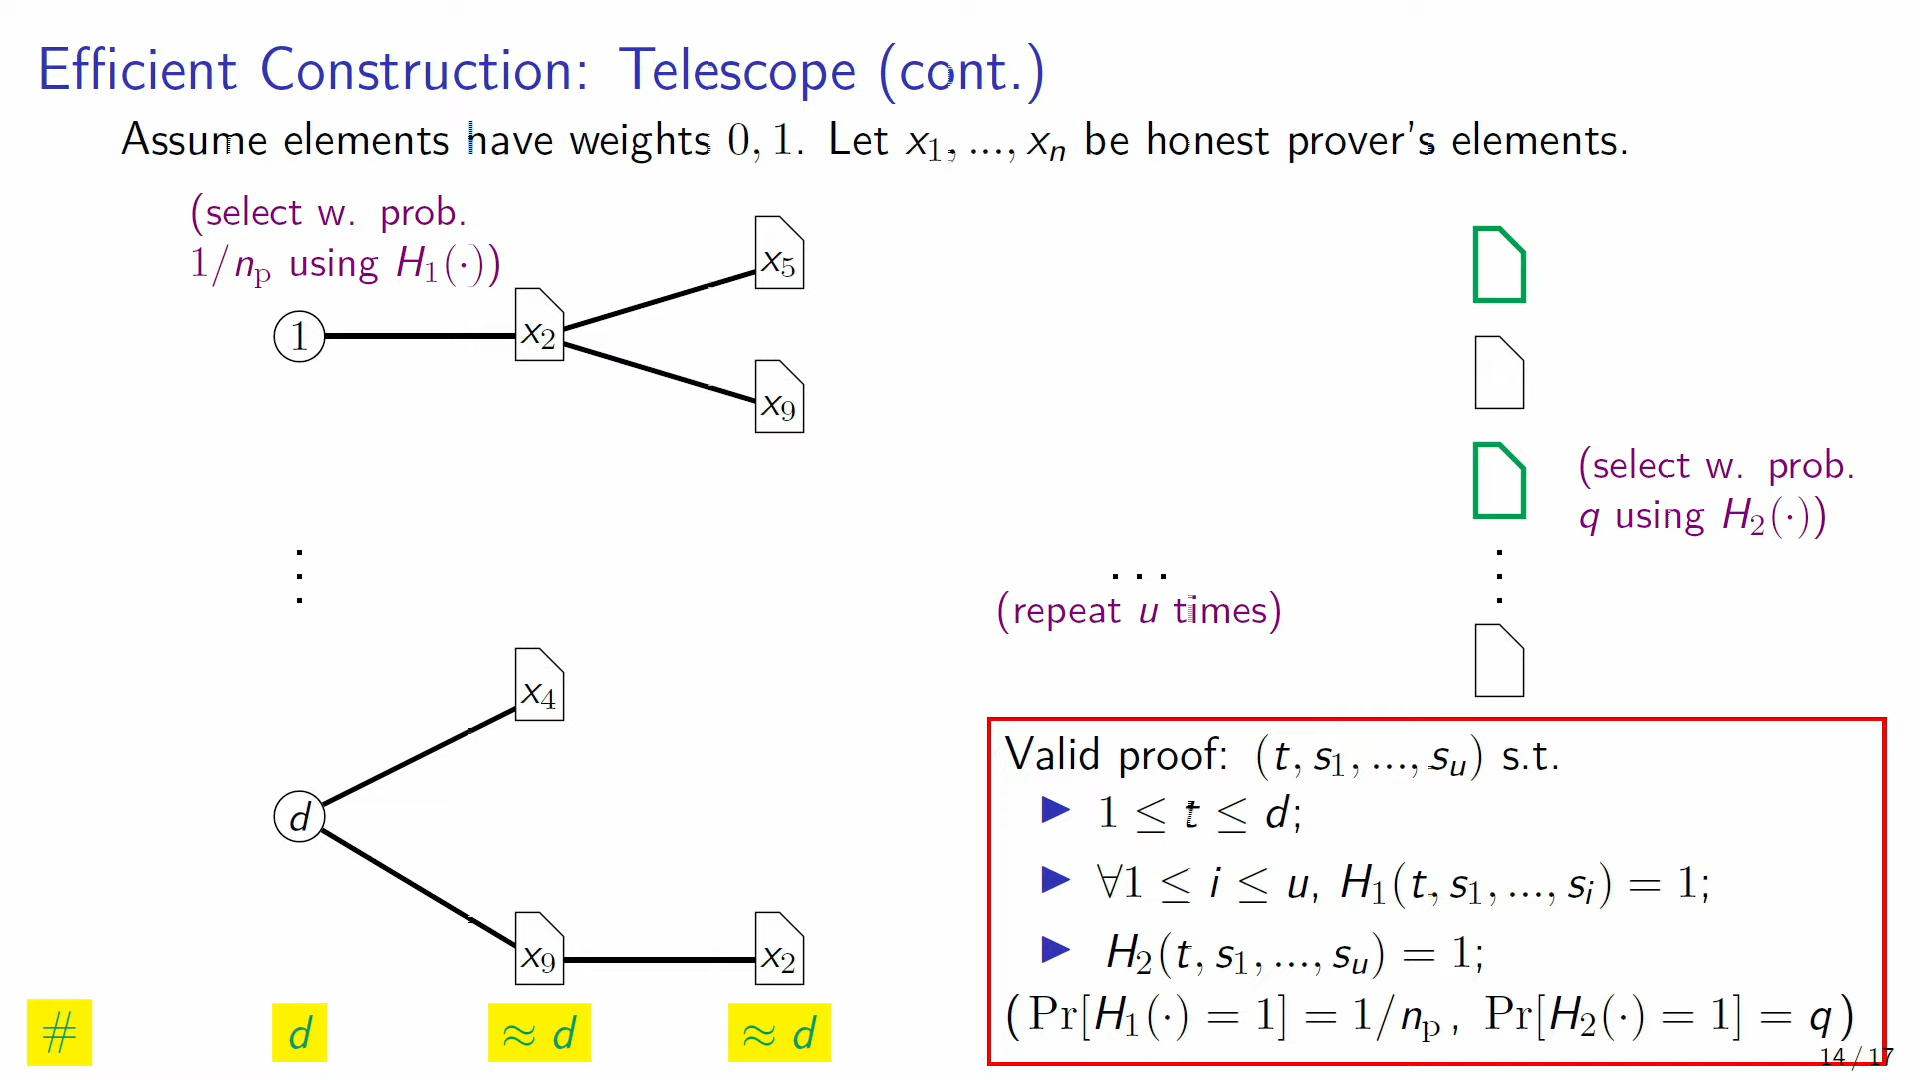 Efficient Construction: Telescope (cont.)
Assume elements have weights 0, 1. Let x₁, ..., xₙ be honest prover's elements.
(select w. prob.
1/nₚ using H₁(·))
x₅
1
x₂
x₉
(select w. prob.
q using H₂(·))
⋮
...
⋮
(repeat u times)
x₄
d
x₉
x₂
Valid proof: (t, s₁, ..., sᵤ) s.t.
▶ 1 ≤ t ≤ d;
▶ ∀1 ≤ i ≤ u, H₁(t, s₁, ..., sᵢ) = 1;
▶ H₂(t, s₁, ..., sᵤ) = 1;
(Pr[H₁(·) = 1] = 1/nₚ, Pr[H₂(·) = 1] = q)
# d ≈ d ≈ d
14 / 17